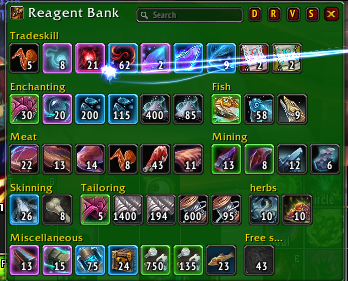 Reagent Bank Search D R V S X
Tradeskill
5 8 21 62 2 9 2 2
Enchanting Fish
30 20 200 115 400 85 58 9
Meat Mining
22 13 14 8 43 11 13 8 12 6
Skinning Tailoring herbs
26 8 5 1400 194 600 95 10 10
Miscellaneous Free s...
13 15 75 24 750 135 23 43